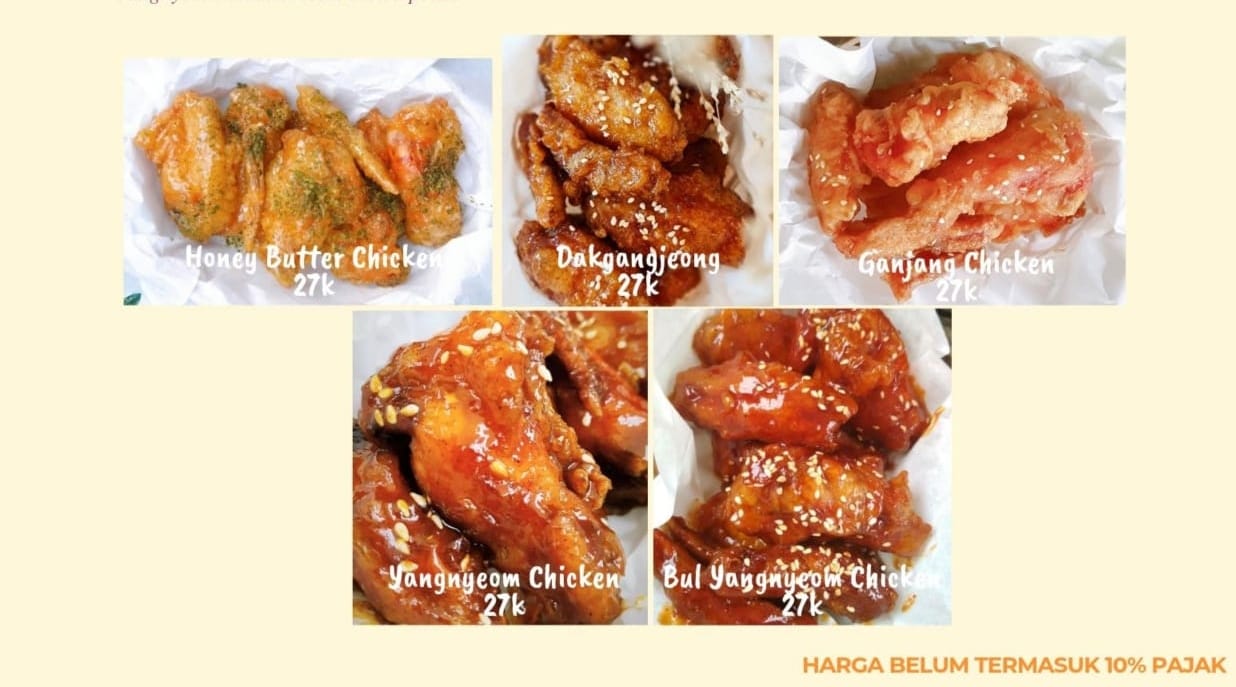 Honey Butter Chicken
27k
Dakgangjeong
27k
Ganjang Chicken
27k
Yangnyeom Chicken
27k
Bul Yangnyeom Chicken
27k
HARGA BELUM TERMASUK 10% PAJAK